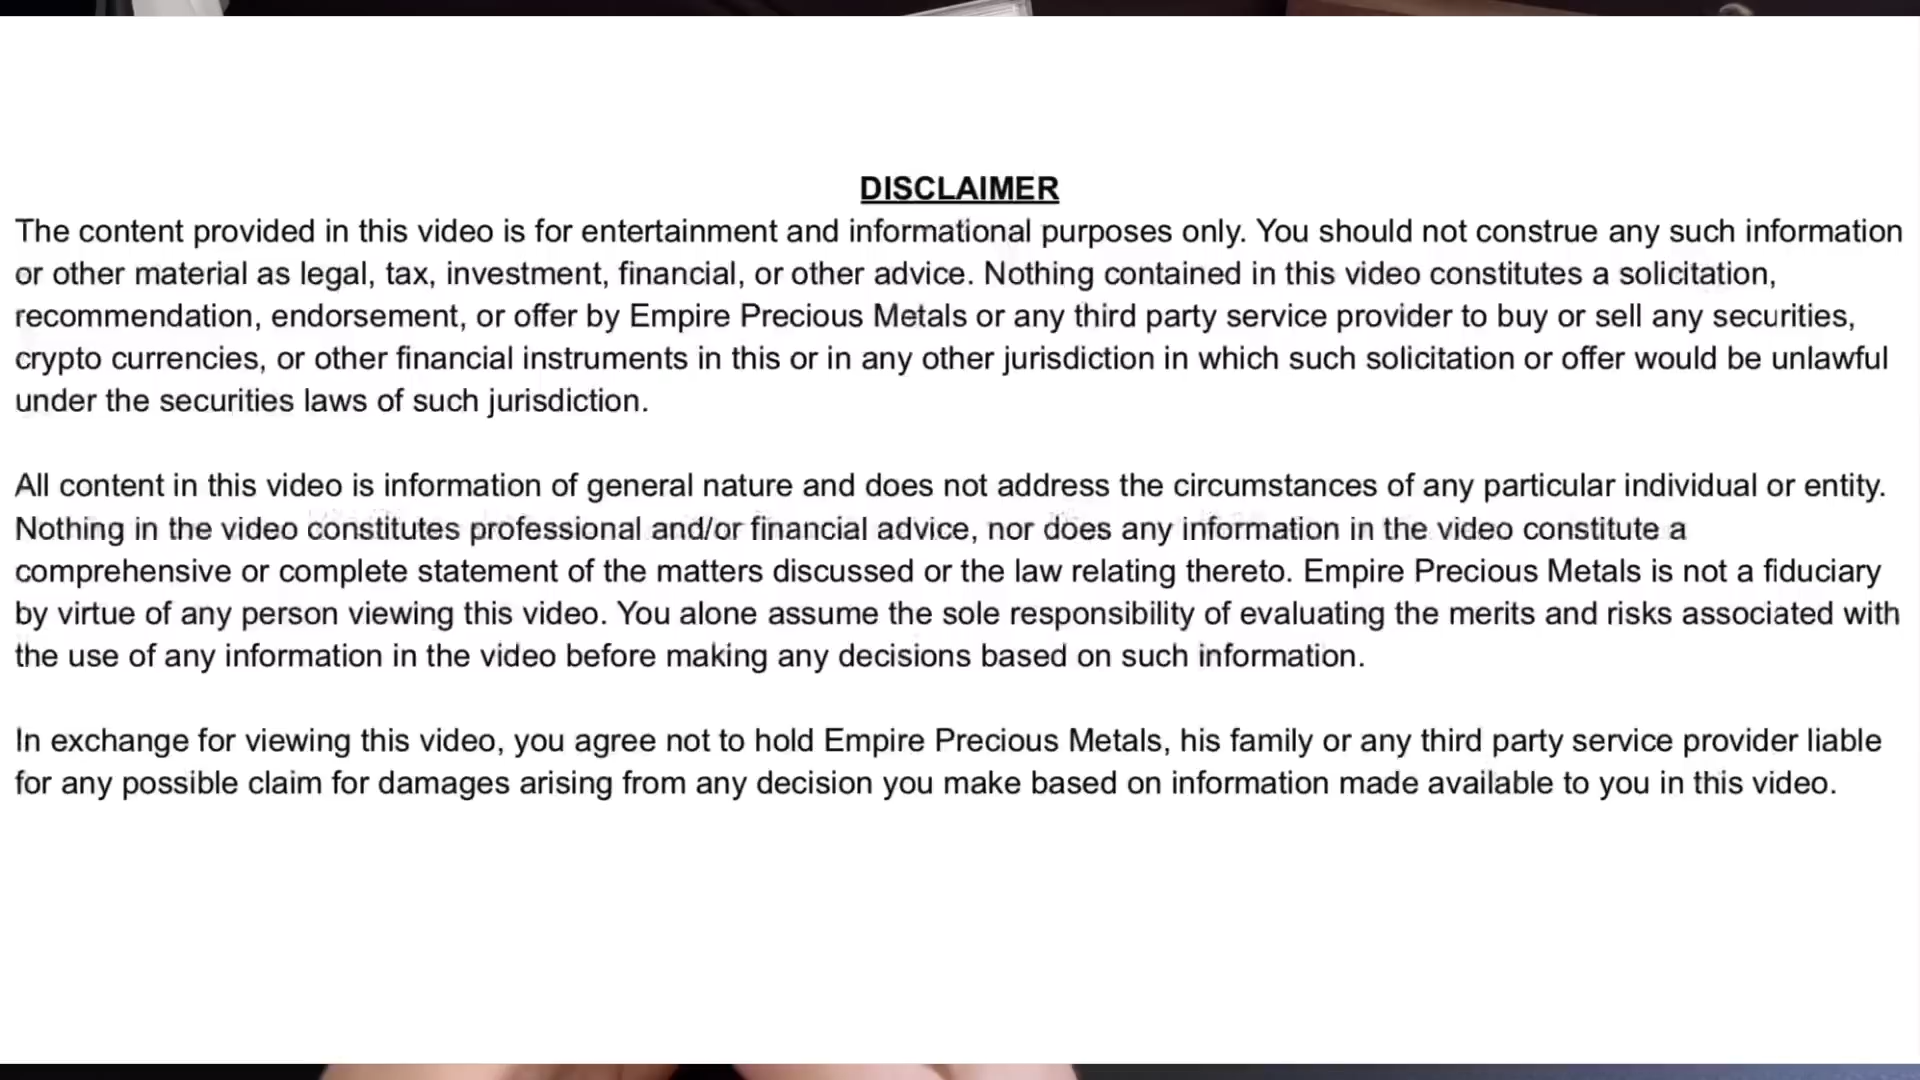 DISCLAIMER
The content provided in this video is for entertainment and informational purposes only. You should not construe any such information
or other material as legal, tax, investment, financial, or other advice. Nothing contained in this video constitutes a solicitation,
recommendation, endorsement, or offer by Empire Precious Metals or any third party service provider to buy or sell any securities,
crypto currencies, or other financial instruments in this or in any other jurisdiction in which such solicitation or offer would be unlawful
under the securities laws of such jurisdiction.
All content in this video is information of general nature and does not address the circumstances of any particular individual or entity.
Nothing in the video constitutes professional and/or financial advice, nor does any information in the video constitute a
comprehensive or complete statement of the matters discussed or the law relating thereto. Empire Precious Metals is not a fiduciary
by virtue of any person viewing this video. You alone assume the sole responsibility of evaluating the merits and risks associated with
the use of any information in the video before making any decisions based on such information.
In exchange for viewing this video, you agree not to hold Empire Precious Metals, his family or any third party service provider liable
for any possible claim for damages arising from any decision you make based on information made available to you in this video.